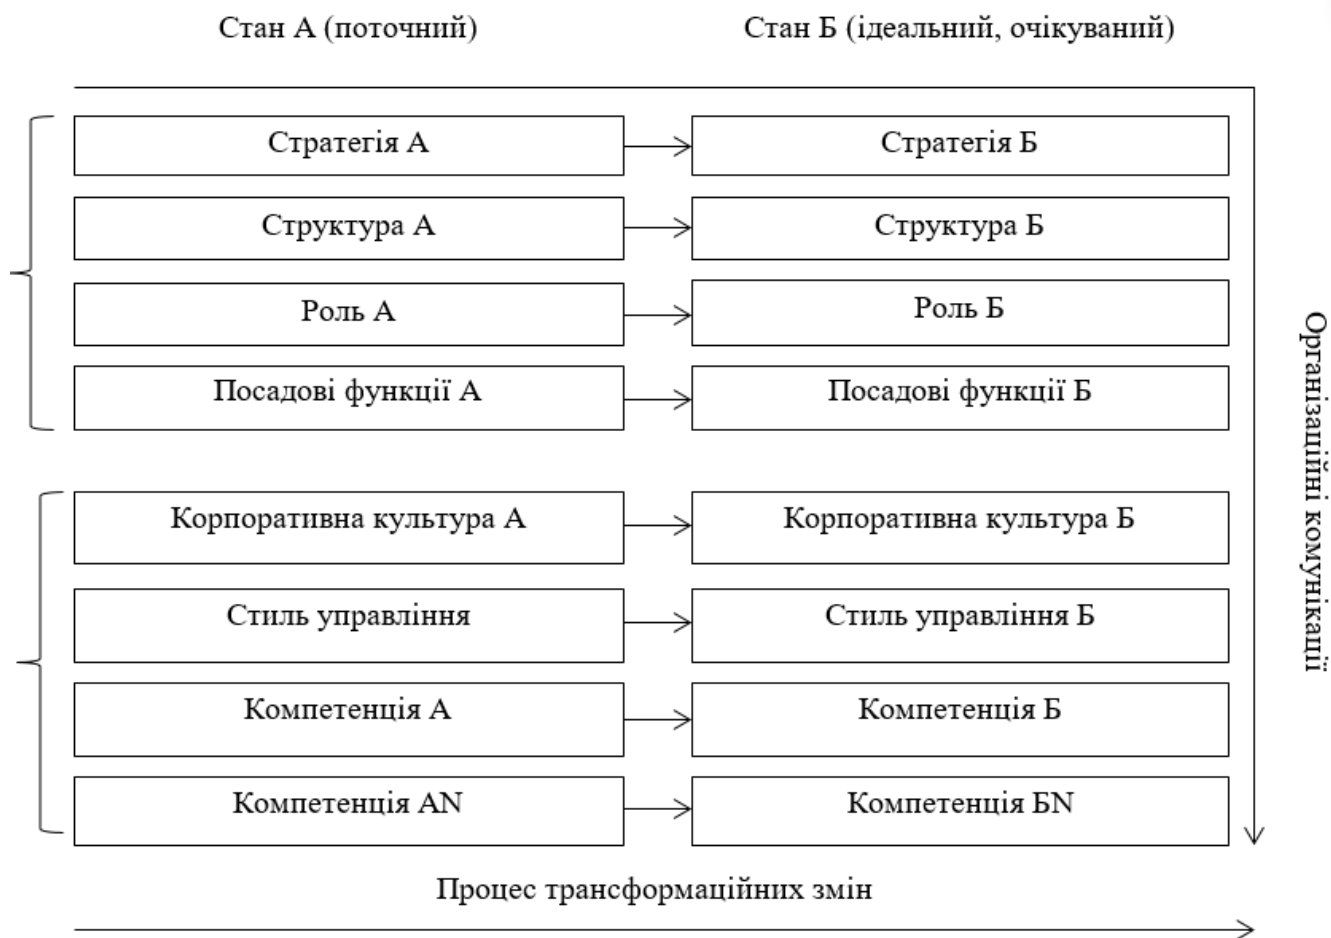 Стан А (поточний)
Стан Б (ідеальний, очікуваний)
Стратегія А
Стратегія Б
Структура А
Структура Б
Роль А
Роль Б
Посадові функції А
Посадові функції Б
Корпоративна культура А
Корпоративна культура Б
Стиль управління
Стиль управління Б
Компетенція А
Компетенція Б
Компетенція АN
Компетенція БN
Організаційні комунікації
Процес трансформаційних змін